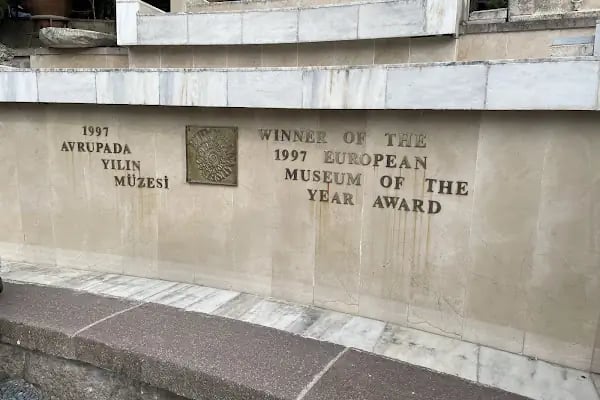 1997
AVRUPADA
YILIN
MÜZESİ
WINNER OF THE
1997 EUROPEAN
MUSEUM OF THE
YEAR AWARD